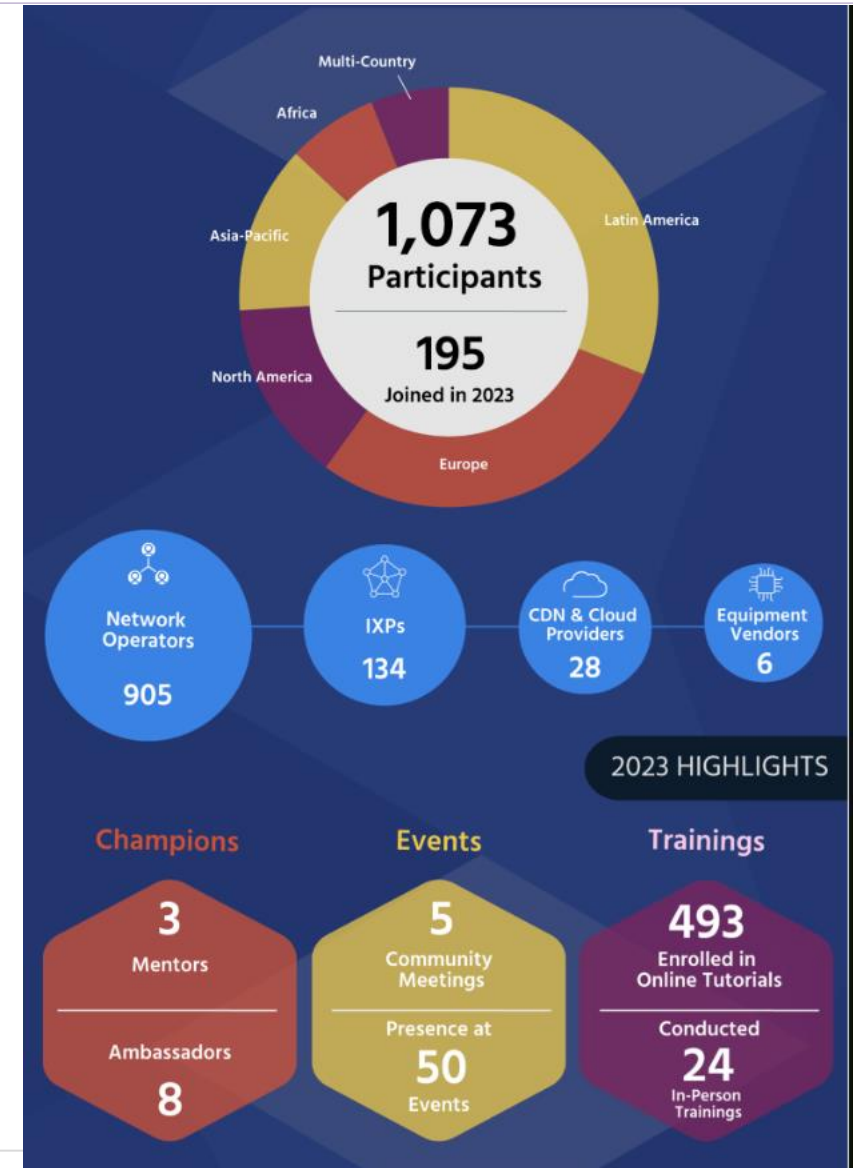 Multi-Country
Africa
Asia-Pacific
Latin America
North America
Europe
1,073
Participants
195
Joined in 2023
Network
Operators
905
IXPs
134
CDN & Cloud
Providers
28
Equipment
Vendors
6
2023 HIGHLIGHTS
Champions
3
Mentors
Ambassadors
8
Events
5
Community
Meetings
Presence at
50
Events
Trainings
493
Enrolled in
Online Tutorials
Conducted
24
In-Person
Trainings